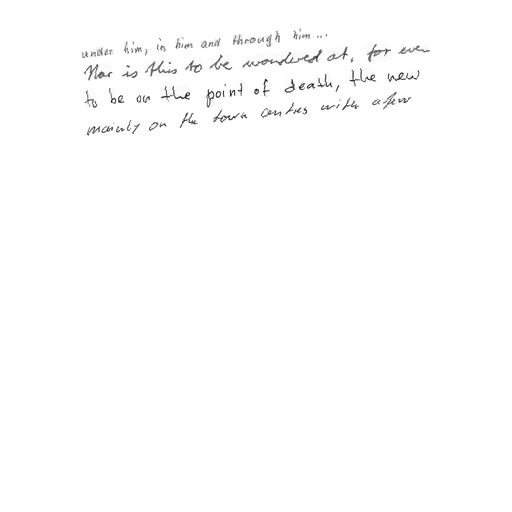 under him, in him and through him...
Nor is this to be wondered at, for even
to be on the point of death, the new
mainly on the town centres with a few